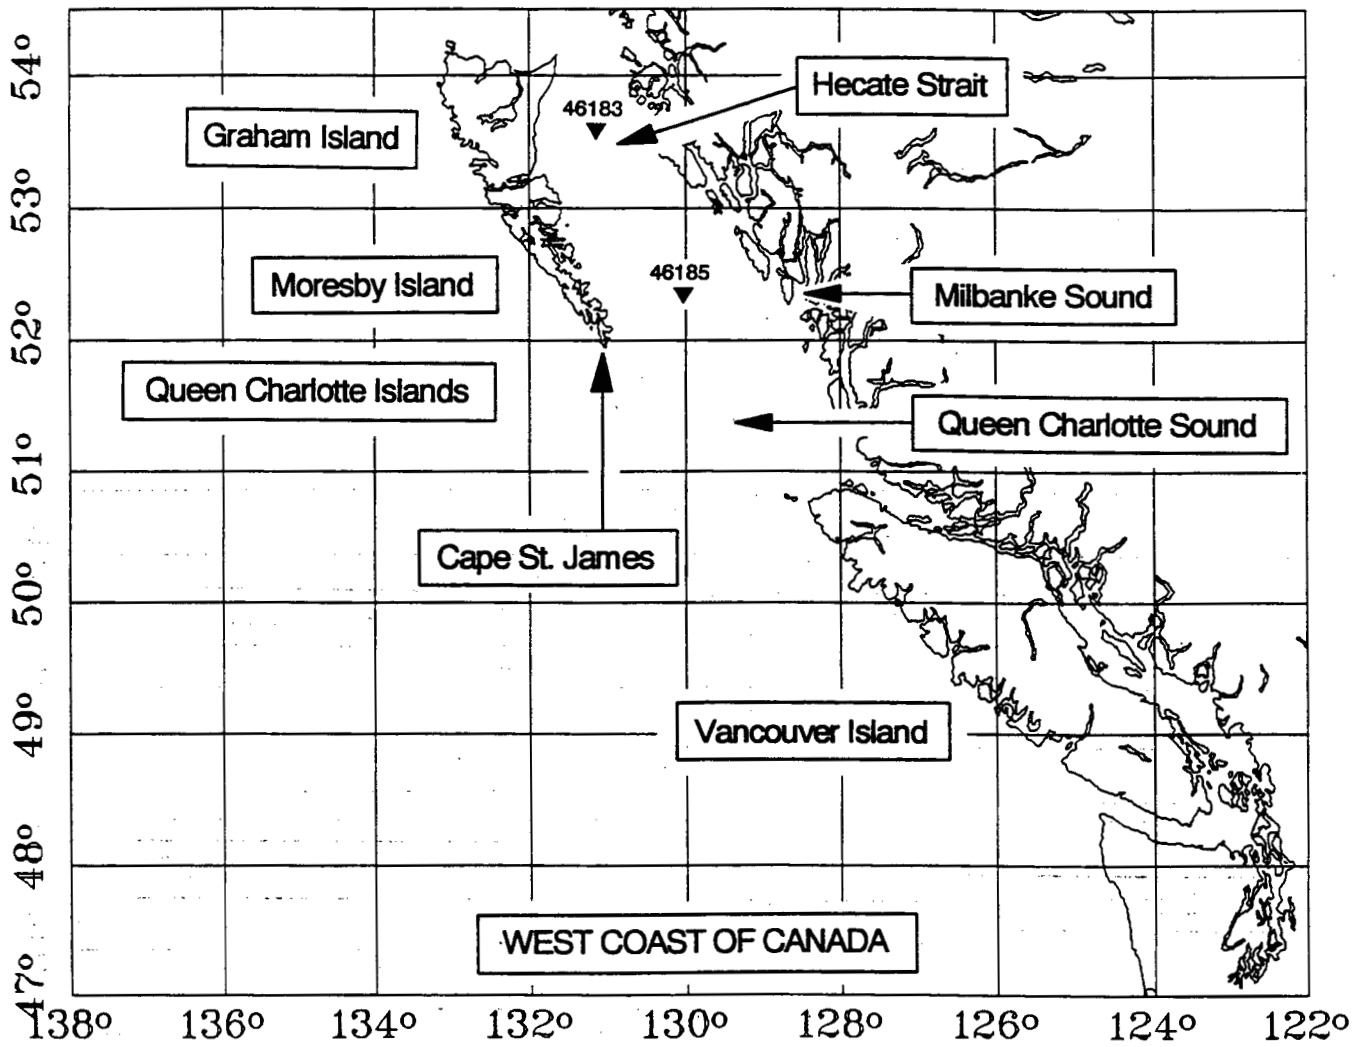 54°
53°
52°
51°
50°
49°
48°
47°
Hecate Strait
46183
Graham Island
46185
Moresby Island
Milbanke Sound
Queen Charlotte Islands
Queen Charlotte Sound
Cape St. James
Vancouver Island
WEST COAST OF CANADA
138° 136° 134° 132° 130° 128° 126° 124° 122°